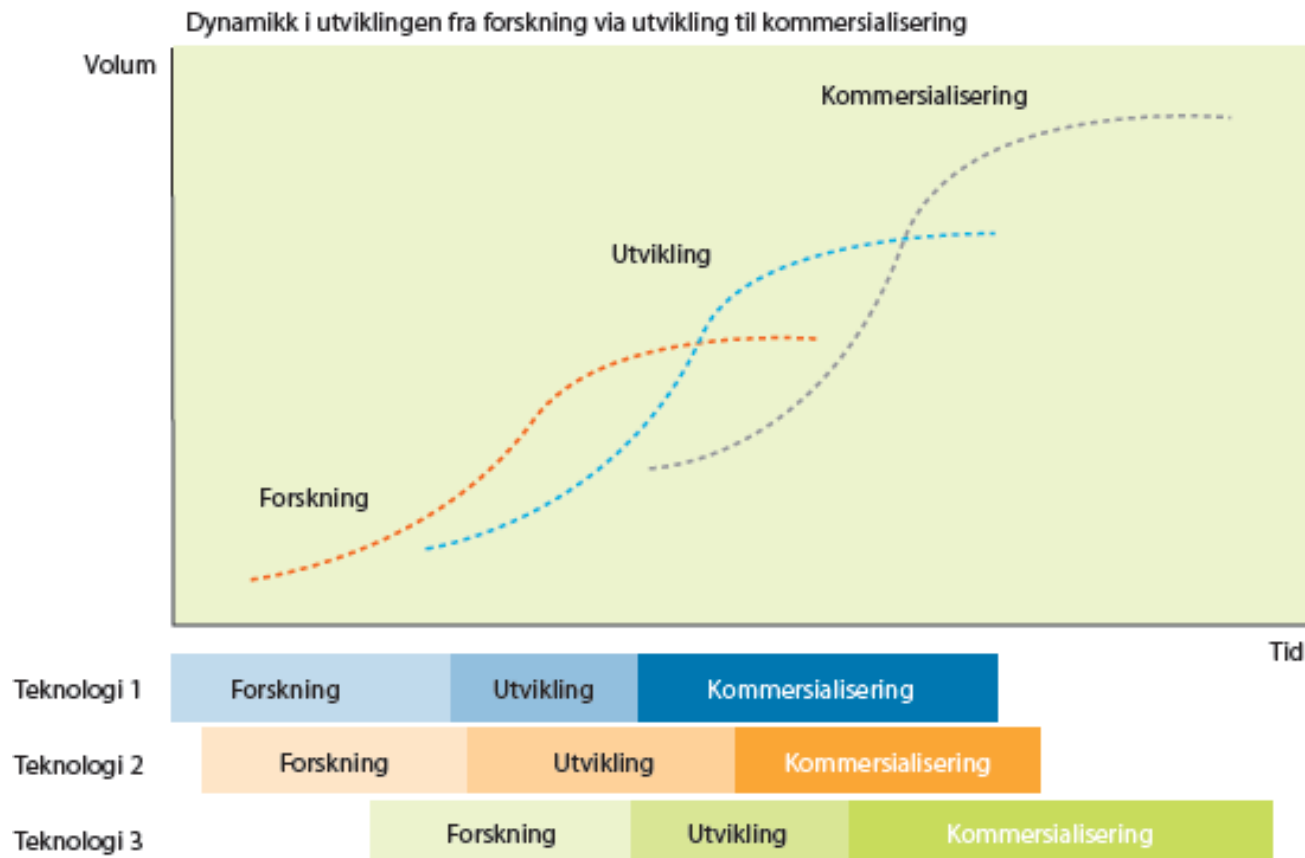 Dynamikk i utviklingen fra forskning via utvikling til kommersialisering
Volum
Kommersialisering
Utvikling
Forskning
Tid
Teknologi 1 Forskning Utvikling Kommersialisering
Teknologi 2 Forskning Utvikling Kommersialisering
Teknologi 3 Forskning Utvikling Kommersialisering